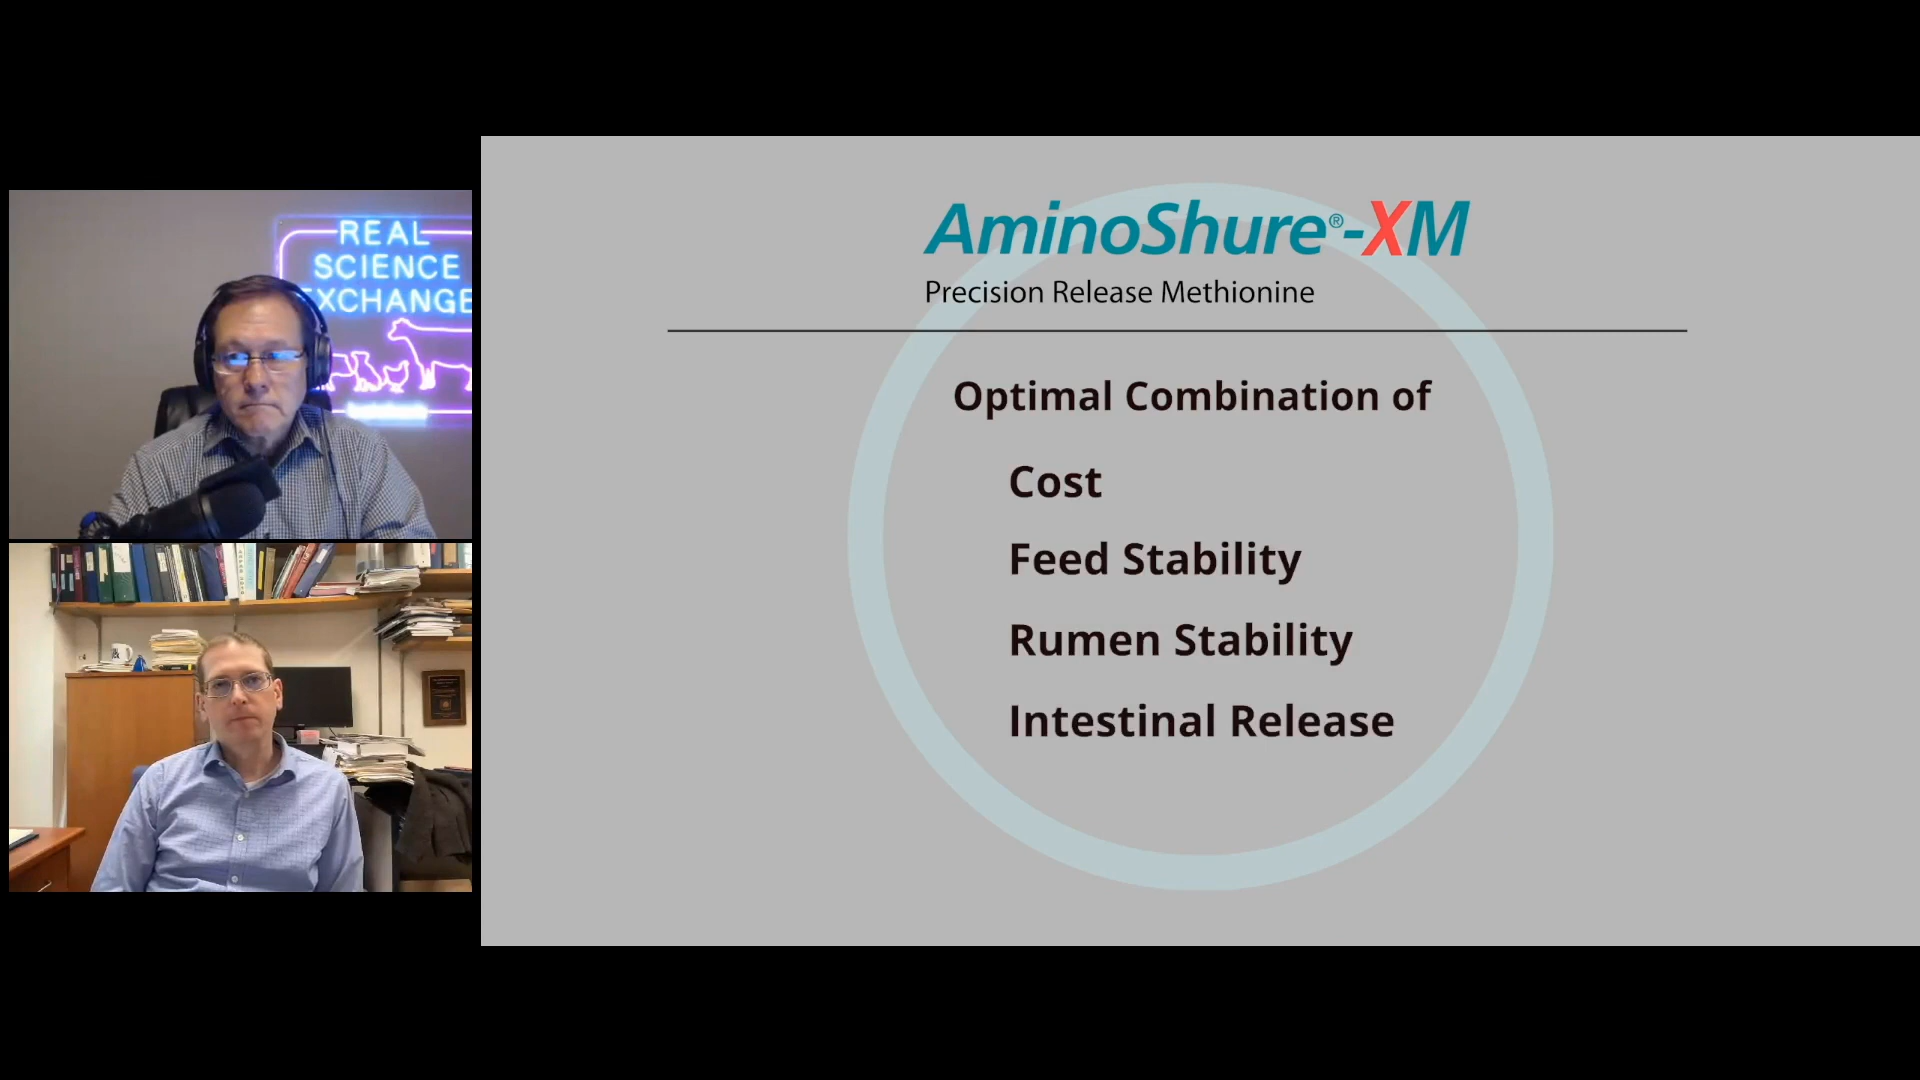 REAL
SCIENCE
EXCHANGE
AminoShure®-XM
Precision Release Methionine
Optimal Combination of
Cost
Feed Stability
Rumen Stability
Intestinal Release